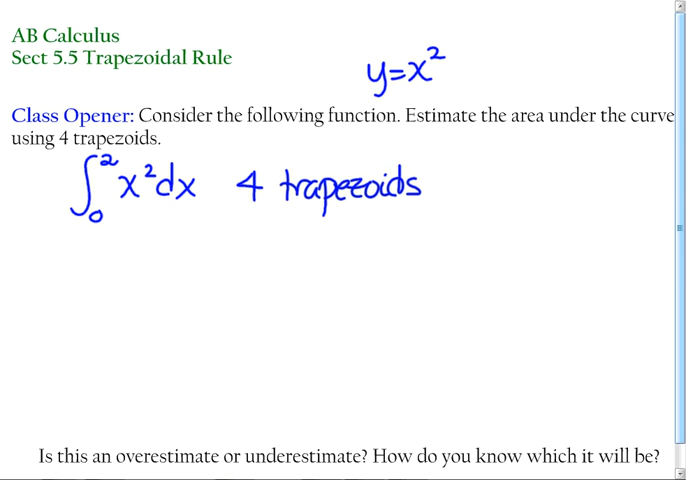 AB Calculus
Sect 5.5 Trapezoidal Rule
y=x²
Class Opener: Consider the following function. Estimate the area under the curve
using 4 trapezoids.
∫₀² x² dx 4 trapezoids
Is this an overestimate or underestimate? How do you know which it will be?